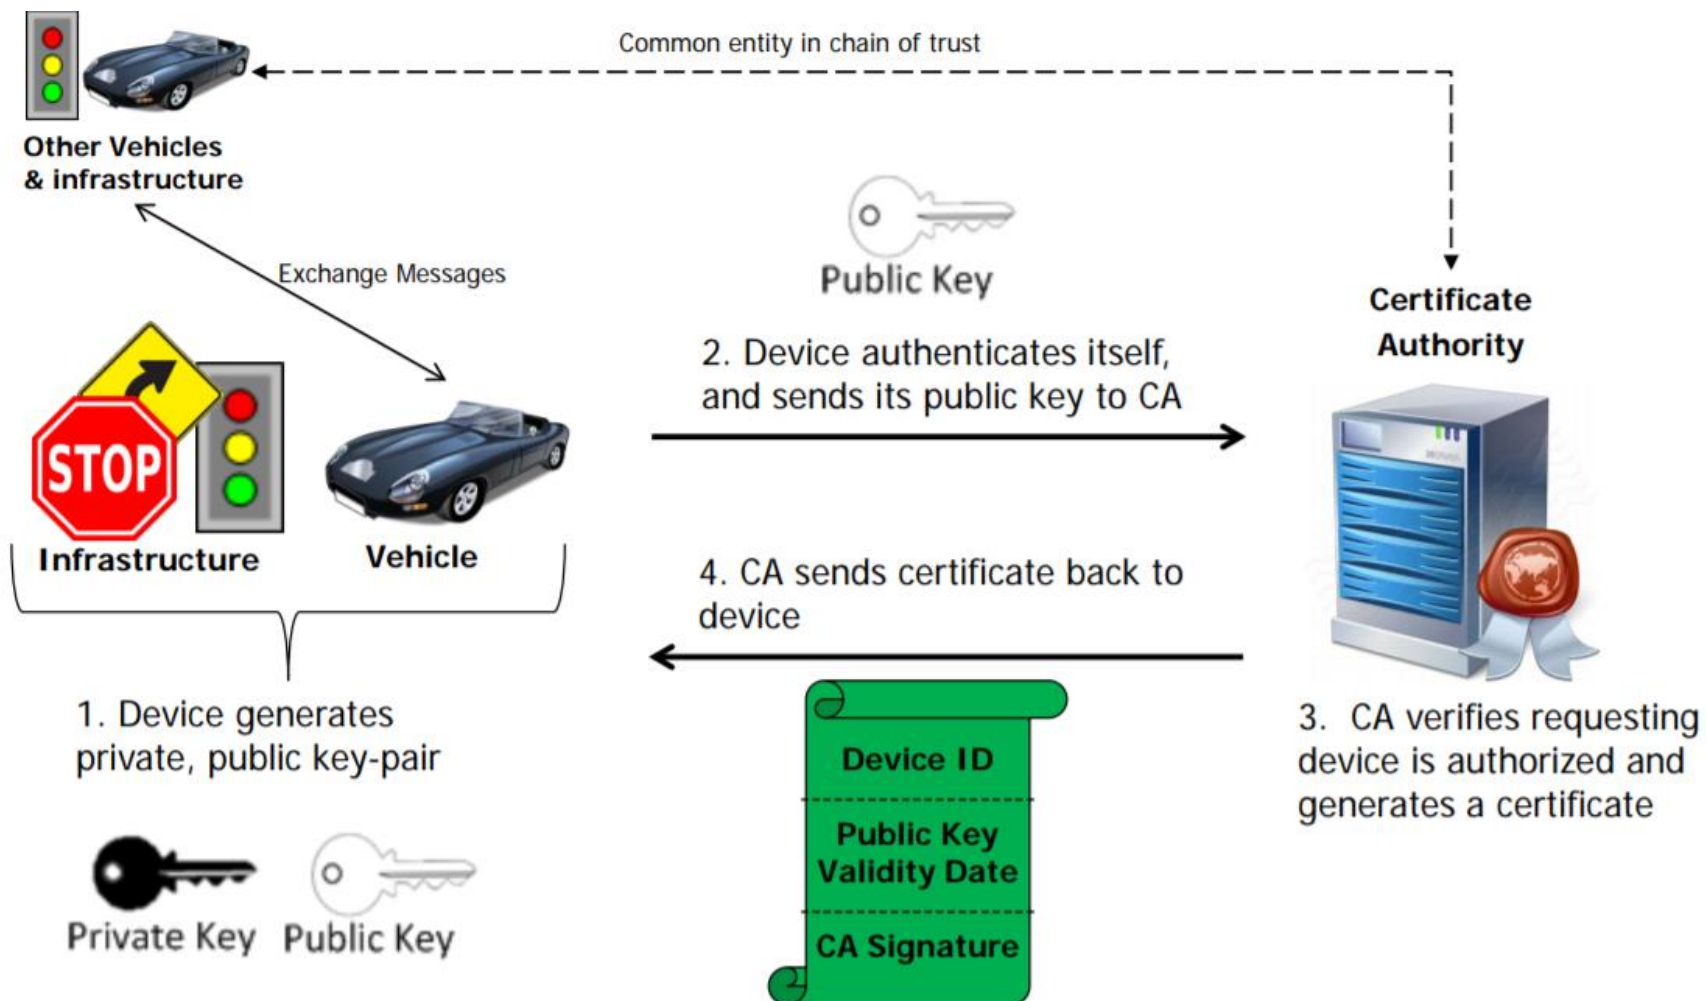 Common entity in chain of trust
Other Vehicles
& infrastructure
Exchange Messages
Public Key
2. Device authenticates itself,
and sends its public key to CA
Certificate
Authority
STOP
Infrastructure
Vehicle
4. CA sends certificate back to
device
1. Device generates
private, public key-pair
Private Key
Public Key
Device ID
Public Key
Validity Date
CA Signature
3. CA verifies requesting
device is authorized and
generates a certificate